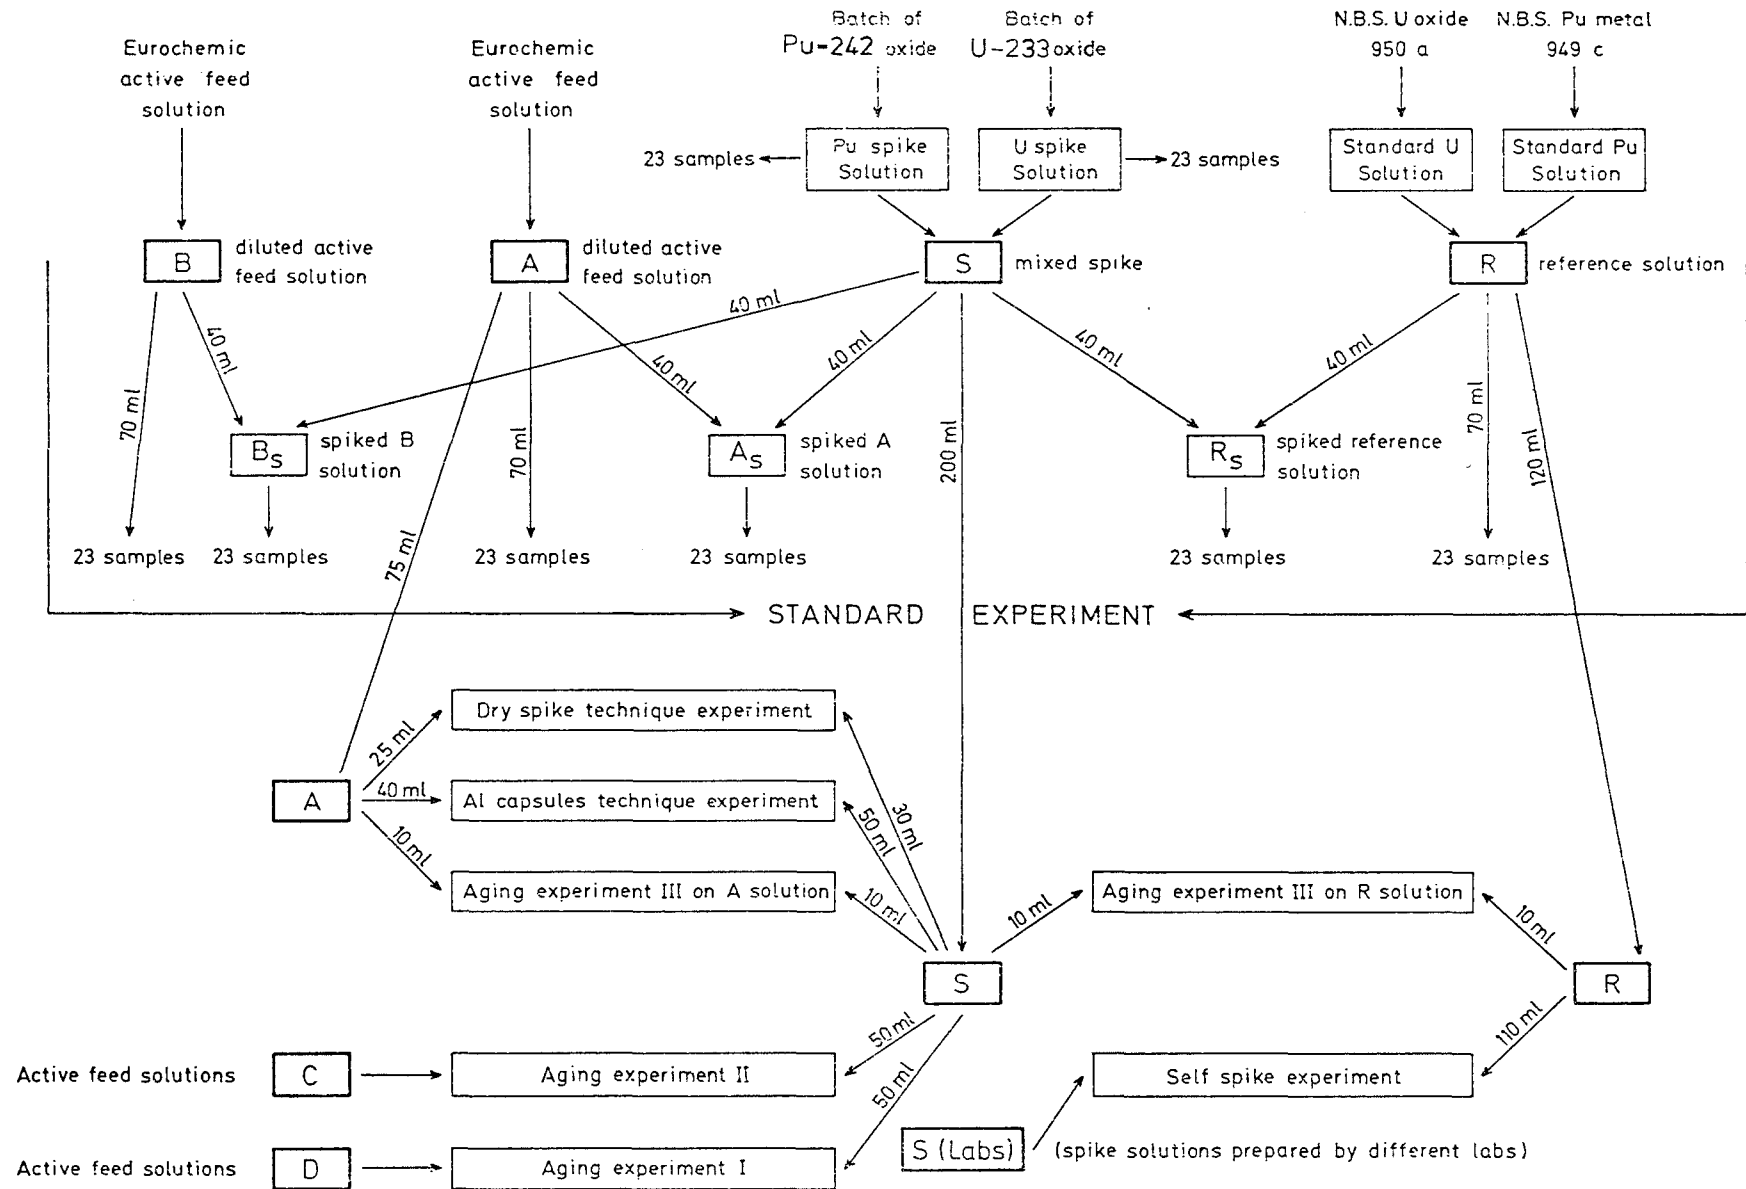 Eurochemic
active feed
solution
Eurochemic
active feed
solution
Batch of
Pu-242 oxide
Batch of
U-233 oxide
N.B.S. U oxide
950 a
N.B.S. Pu metal
949 c
23 samples
Pu spike
Solution
U spike
Solution
23 samples
Standard U
Solution
Standard Pu
Solution
B
diluted active
feed solution
A
diluted active
feed solution
S
mixed spike
R
reference solution
70 ml
40 ml
40 ml
40 ml
40 ml
40 ml
40 ml
70 ml
75 ml
70 ml
200 ml
120 ml
Bs
spiked B
solution
As
spiked A
solution
Rs
spiked reference
solution
23 samples
23 samples
23 samples
23 samples
23 samples
23 samples
STANDARD EXPERIMENT
Dry spike technique experiment
25 ml
A
40 ml
Al capsules technique experiment
10 ml
30 ml
50 ml
Aging experiment III on A solution
10 ml
10 ml
Aging experiment III on R solution
10 ml
S
R
50 ml
50 ml
110 ml
Active feed solutions
C
Aging experiment II
Self spike experiment
Active feed solutions
D
Aging experiment I
S (Labs)
(spike solutions prepared by different labs)